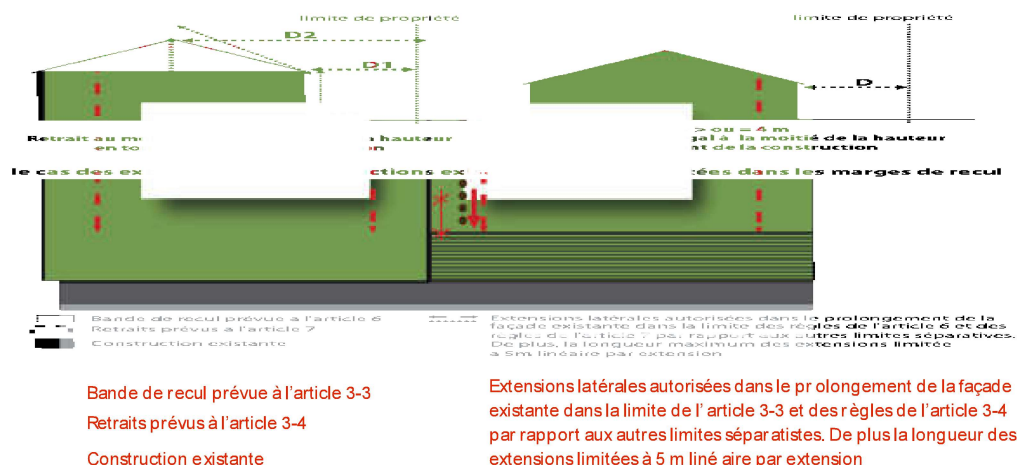 limite de propriété
limite de propriété
D2
D1
D
Retrait au
hauteur
en
> ou = 4 m
à la moitié de la hauteur
de la construction
le cas des
dans les marges de recul
Bande de recul prévue à l'article 6
Retraits prévus à l'article 7
Construction existante
Extensions latérales autorisées dans le prolongement de la
façade existante dans la limite des règles de l'article 6 et des
règles de l'article 7 par rapport aux autres limites séparatives.
De plus, la longueur maximum des extensions limitée
à 5m linéaire par extension
Bande de recul prévue à l'article 3-3
Retraits prévus à l'article 3-4
Construction existante
Extensions latérales autorisées dans le pr olongement de la façade
existante dans la limite de l' article 3-3 et des règles de l'article 3-4
par rapport aux autres limites séparatistes. De plus la longueur des
extensions limitées à 5 m liné aire par extension